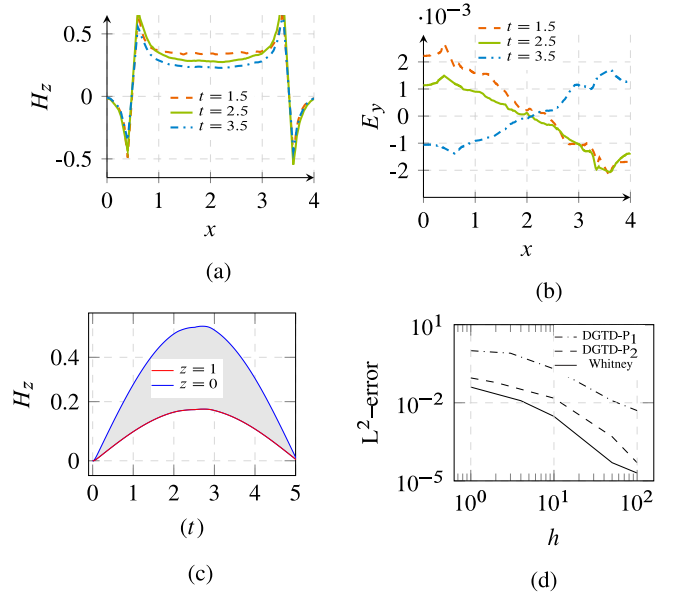 0.5
0
-0.5
H_z
t = 1.5
t = 2.5
t = 3.5
0 1 2 3 4
x
(a)
·10^−3
2
1
0
-1
-2
E_y
t = 1.5
t = 2.5
t = 3.5
0 1 2 3 4
x
(b)
0.4
0.2
0
H_z
z = 1
z = 0
0 1 2 3 4 5
(t)
(c)
10^1
10^−2
10^−5
L^2–error
DGTD-P_1
DGTD-P_2
Whitney
10^0 10^1 10^2
h
(d)